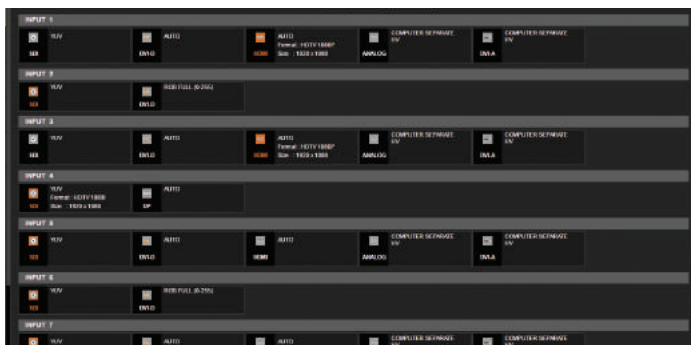 INPUT 1
YUV
SDI
AUTO
DVI-D
AUTO
Format : HDTV 1080P
Size : 1920 x 1080
HDMI
COMPUTER SEPARATE
H/V
ANALOG
COMPUTER SEPARATE
H/V
DVI-A
INPUT 2
YUV
SDI
RGB FULL (0-255)
DVI-D
INPUT 3
YUV
SDI
AUTO
DVI-D
AUTO
Format : HDTV 1080P
Size : 1920 x 1080
HDMI
COMPUTER SEPARATE
H/V
ANALOG
COMPUTER SEPARATE
H/V
DVI-A
INPUT 4
YUV
Format : HDTV 1080P
Size : 1920 x 1080
SDI
AUTO
DP
INPUT 5
YUV
SDI
AUTO
DVI-D
AUTO
HDMI
COMPUTER SEPARATE
H/V
ANALOG
COMPUTER SEPARATE
H/V
DVI-A
INPUT 6
YUV
SDI
RGB FULL (0-255)
DVI-D
INPUT 7
YUV
AUTO
AUTO
COMPUTER SEPARATE
H/V
COMPUTER SEPARATE
H/V